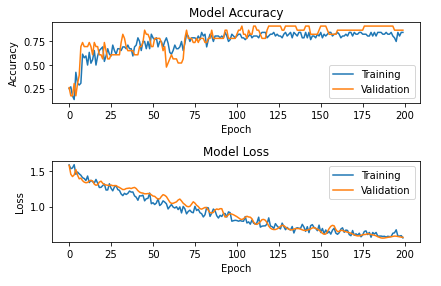 Model Accuracy
Accuracy
0.75
0.50
0.25
0 25 50 75 100 125 150 175 200
Epoch
Training
Validation
Model Loss
Loss
1.5
1.0
0 25 50 75 100 125 150 175 200
Epoch
Training
Validation